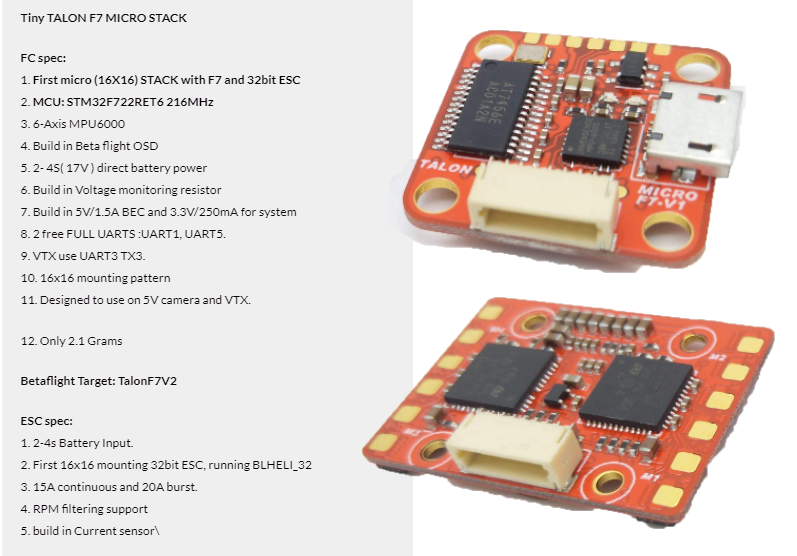 Tiny TALON F7 MICRO STACK
FC spec:
1. First micro (16X16) STACK with F7 and 32bit ESC
2. MCU: STM32F722RET6 216MHz
3. 6-Axis MPU6000
4. Build in Beta flight OSD
5. 2- 4S( 17V ) direct battery power
6. Build in Voltage monitoring resistor
7. Build in 5V/1.5A BEC and 3.3V/250mA for system
8. 2 free FULL UARTS :UART1, UART5.
9. VTX use UART3 TX3.
10. 16x16 mounting pattern
11. Designed to use on 5V camera and VTX.
12. Only 2.1 Grams
Betaflight Target: TalonF7V2
ESC spec:
1. 2-4s Battery Input.
2. First 16x16 mounting 32bit ESC, running BLHELI_32
3. 15A continuous and 20A burst.
4. RPM filtering support
5. build in Current sensor\
AT7456E
TALON
MICRO
F7-V1
M4
M2
M3
M1